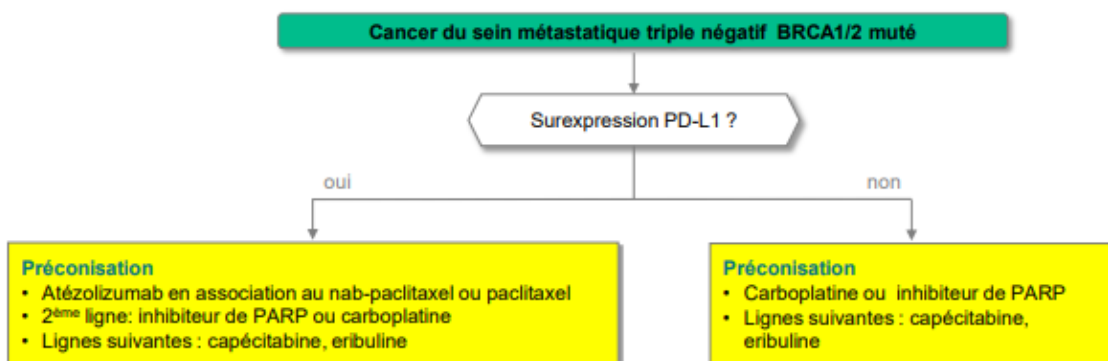 Cancer du sein métastatique triple négatif BRCA1/2 muté
Surexpression PD-L1 ?
oui
non
Préconisation
• Atézolizumab en association au nab-paclitaxel ou paclitaxel
• 2ème ligne: inhibiteur de PARP ou carboplatine
• Lignes suivantes : capécitabine, eribuline
Préconisation
• Carboplatine ou inhibiteur de PARP
• Lignes suivantes : capécitabine,
eribuline